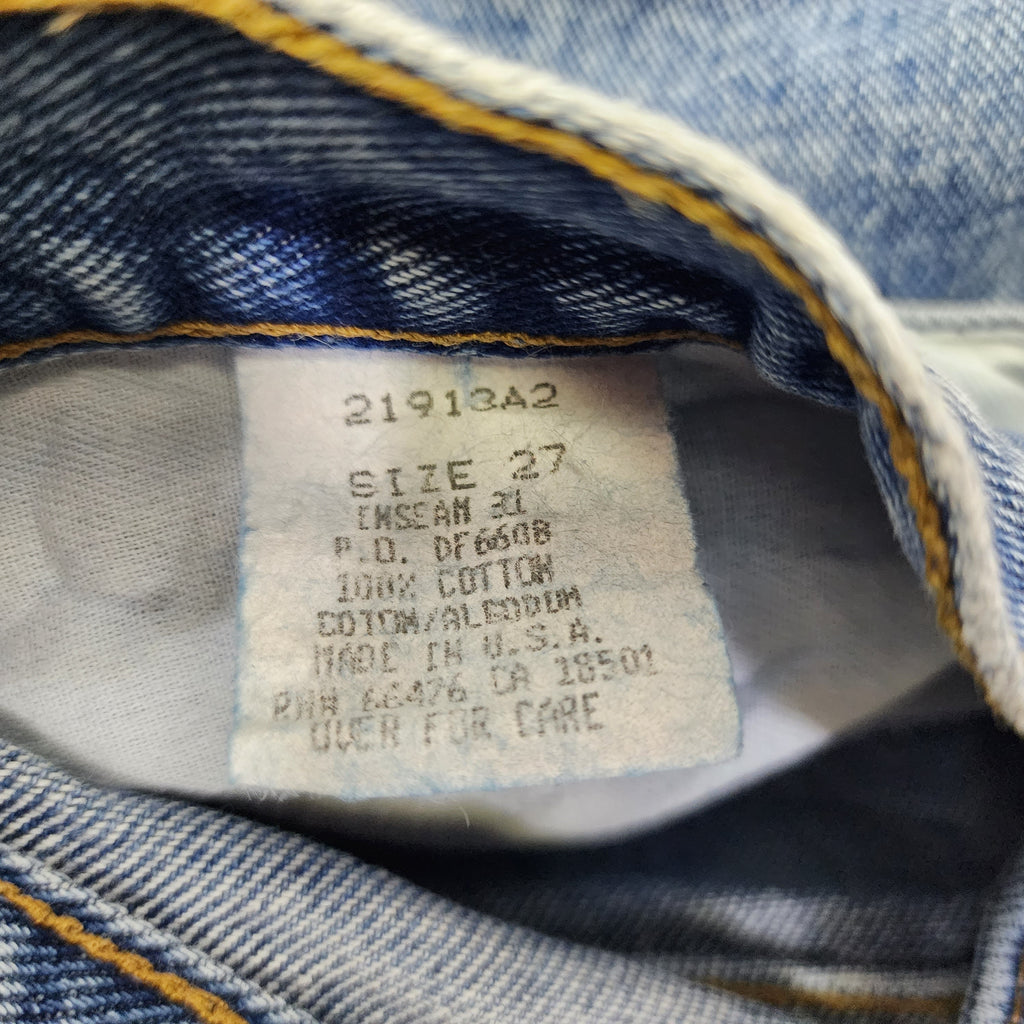 21913A2
SIZE 27
INSEAM 31
P.O. DF6608
100% COTTON
COTON/ALGODON
MADE IN U.S.A.
RN# 66476 CA 18501
OVER FOR CARE